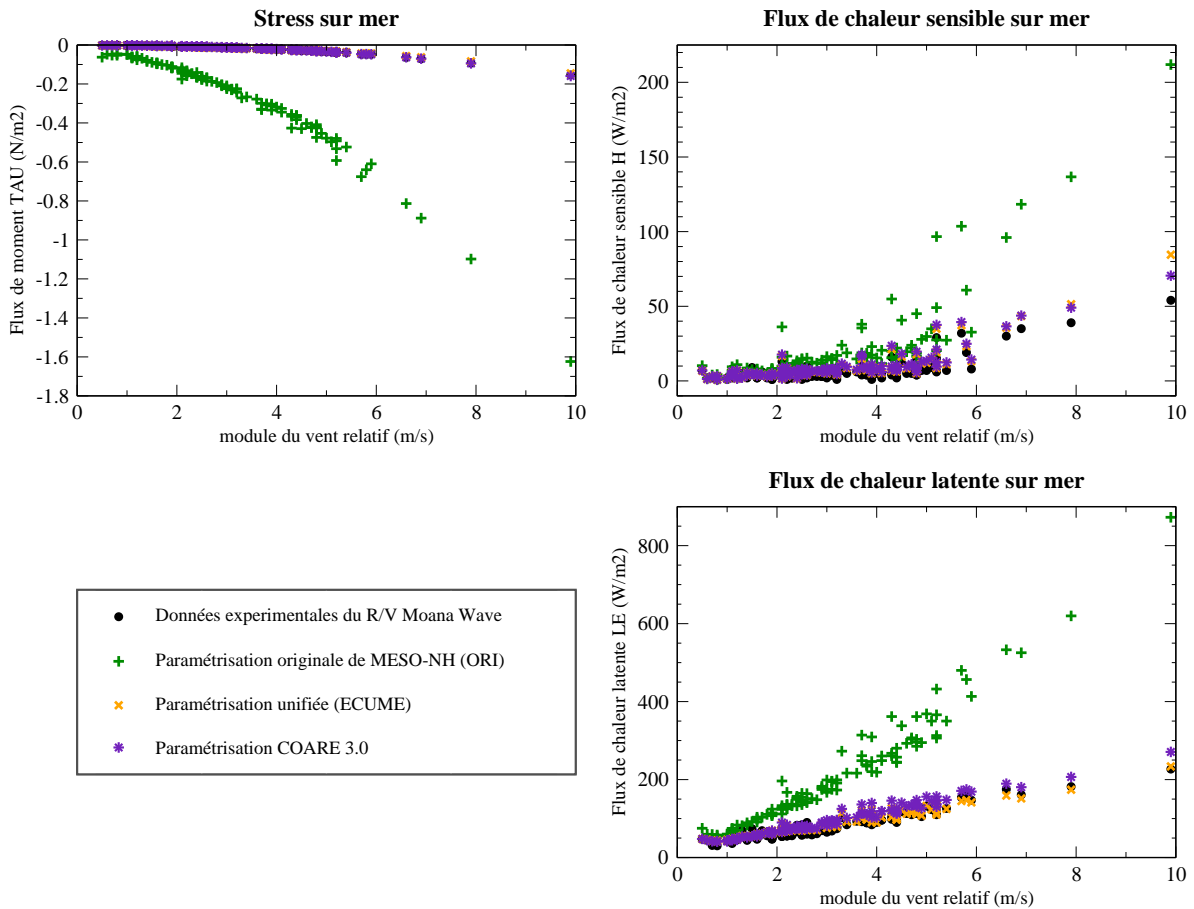 Stress sur mer
0
-0.2
-0.4
-0.6
-0.8
-1
-1.2
-1.4
-1.6
-1.8
Flux de moment TAU (N/m2)
0 2 4 6 8 10
module du vent relatif (m/s)
Flux de chaleur sensible sur mer
200
150
100
50
0
Flux de chaleur sensible H (W/m2)
0 2 4 6 8 10
module du vent relatif (m/s)
Données experimentales du R/V Moana Wave
Paramétrisation originale de MESO-NH (ORI)
Paramétrisation unifiée (ECUME)
Paramétrisation COARE 3.0
Flux de chaleur latente sur mer
800
600
400
200
0
Flux de chaleur latente LE (W/m2)
0 2 4 6 8 10
module du vent relatif (m/s)